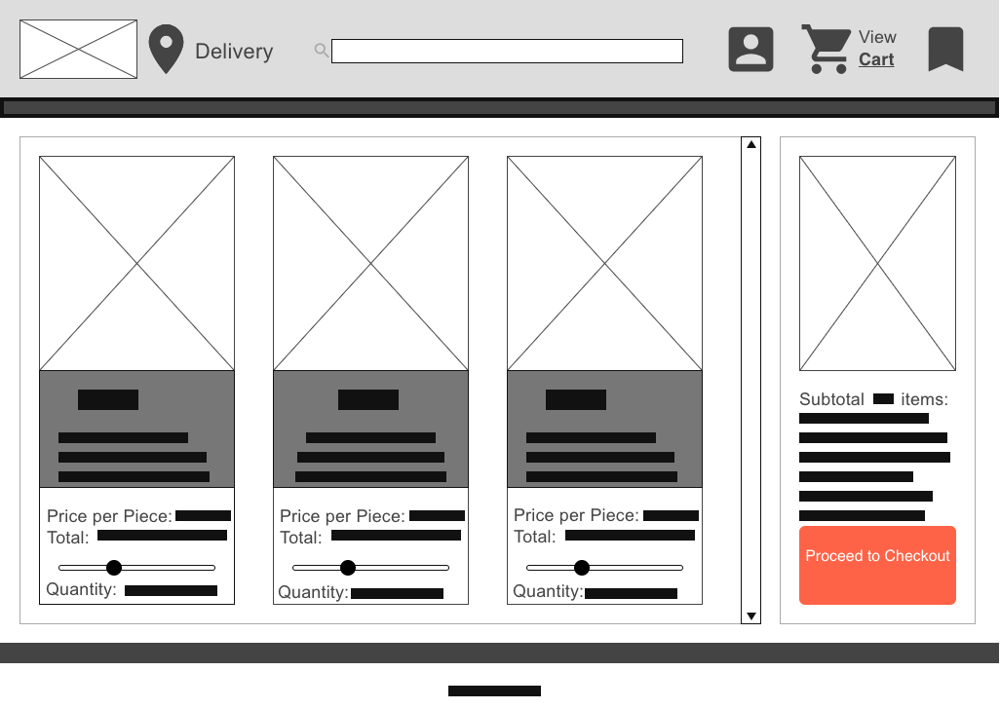 Delivery
View
Cart
Price per Piece:
Total:
Quantity:
Price per Piece:
Total:
Quantity:
Price per Piece:
Total:
Quantity:
Subtotal items:
Proceed to Checkout